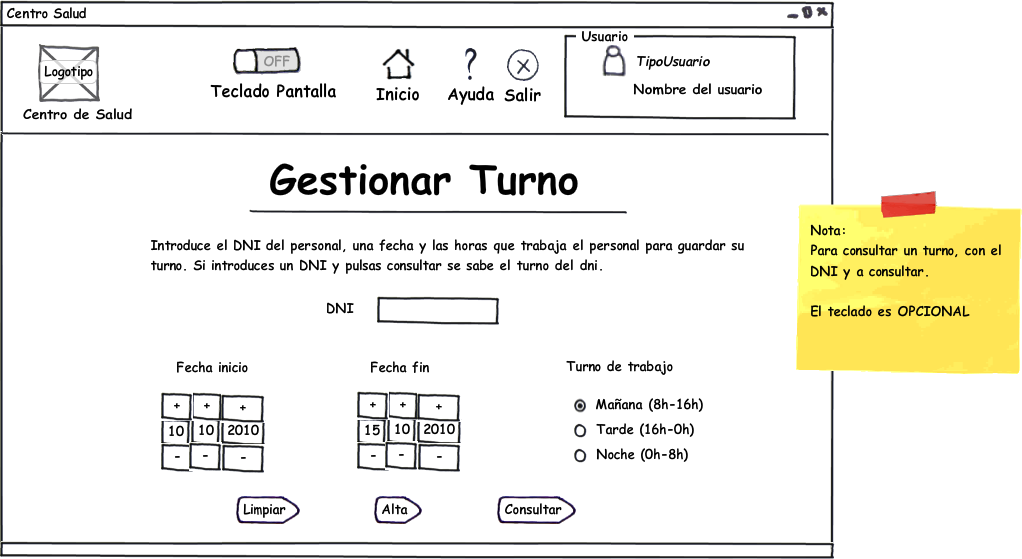 Centro Salud
Logotipo
Centro de Salud
OFF
Teclado Pantalla
Inicio
Ayuda
Salir
Usuario
TipoUsuario
Nombre del usuario
Gestionar Turno
Introduce el DNI del personal, una fecha y las horas que trabaja el personal para guardar su
turno. Si introduces un DNI y pulsas consultar se sabe el turno del dni.
DNI
Fecha inicio
+ + +
10 10 2010
- - -
Fecha fin
+ + +
15 10 2010
- - -
Turno de trabajo
Mañana (8h-16h)
Tarde (16h-0h)
Noche (0h-8h)
Limpiar
Alta
Consultar
Nota:
Para consultar un turno, con el
DNI y a consultar.
El teclado es OPCIONAL